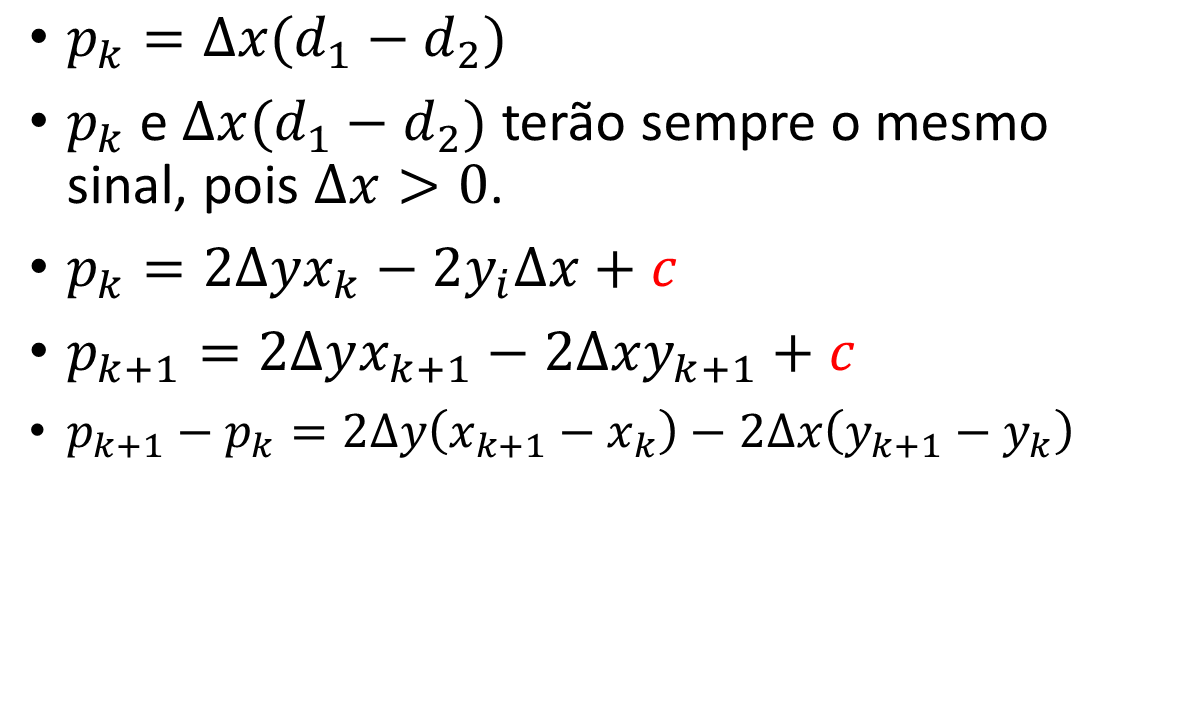 • $p_k = \Delta x(d_1 - d_2)$
• $p_k$ e $\Delta x(d_1 - d_2)$ terão sempre o mesmo
sinal, pois $\Delta x > 0$.
• $p_k = 2\Delta y x_k - 2y_i\Delta x + c$
• $p_{k+1} = 2\Delta y x_{k+1} - 2\Delta x y_{k+1} + c$
• $p_{k+1} - p_k = 2\Delta y(x_{k+1} - x_k) - 2\Delta x(y_{k+1} - y_k)$